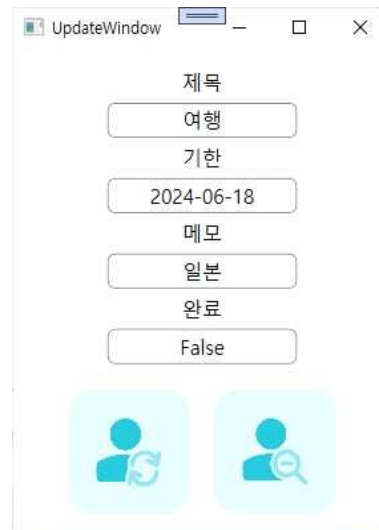 UpdateWindow
제목
여행
기한
2024-06-18
메모
일본
완료
False